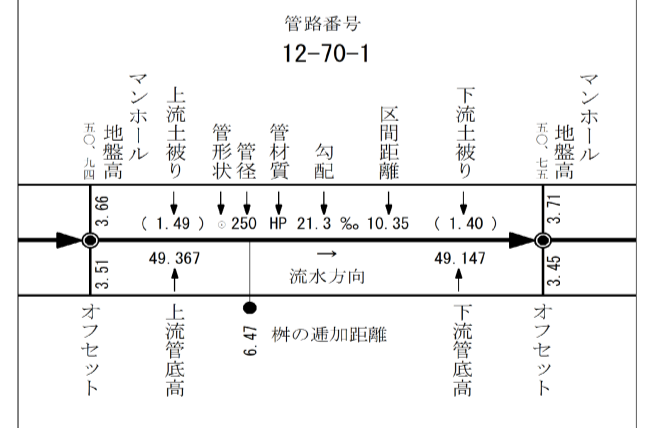 管路番号
12-70-1
マンホール
地盤高
五〇、九四
上流土被り
管形状
管径
管材質
勾配
区間距離
下流土被り
マンホール
地盤高
五〇、七五
3.66
( 1.49 ) ◎ 250 HP 21.3 ‰ 10.35 ( 1.40 )
3.71
3.51
49.367
→
流水方向
49.147
3.45
オフセット
上流管底高
6.47
桝の逓加距離
下流管底高
オフセット